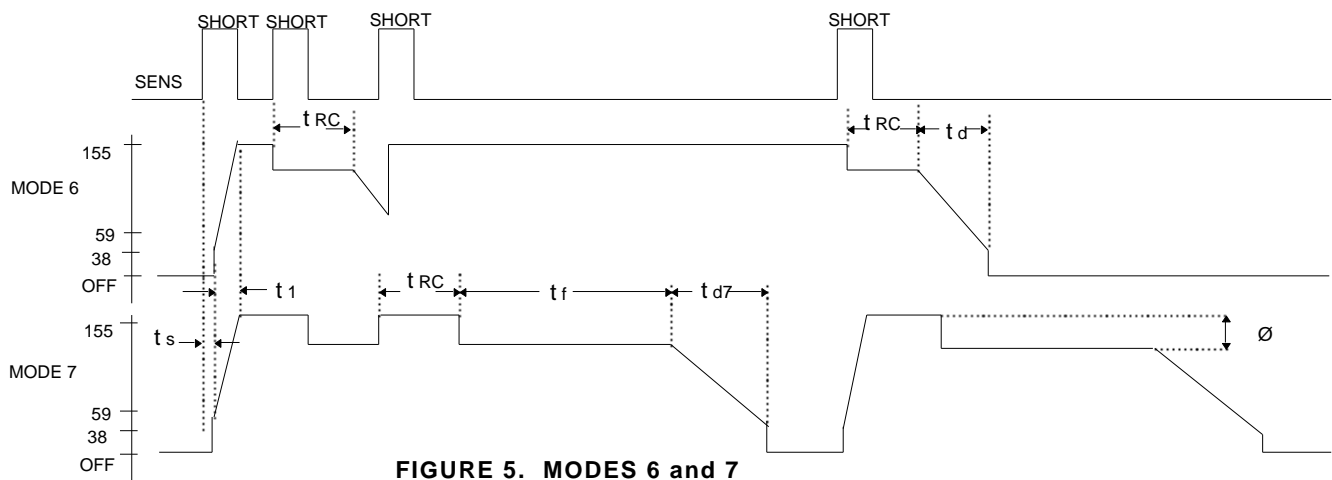 SHORT SHORT SHORT SHORT
SENS
t RC t RC t d
155
MODE 6
59
38
OFF
t 1 t RC t f t d7
155
t s Ø
MODE 7
59
38
OFF
FIGURE 5. MODES 6 and 7